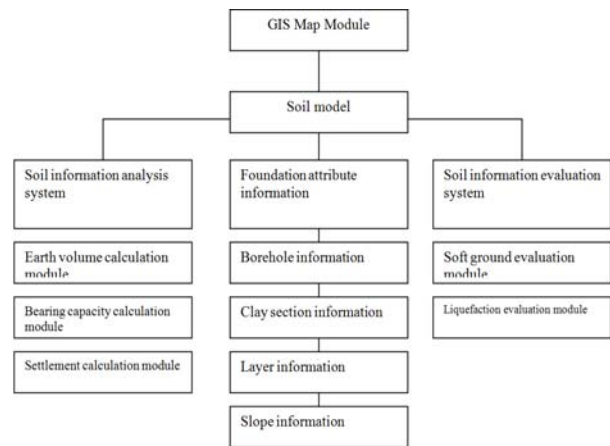 GIS Map Module
Soil model
Soil information analysis
system
Foundation attribute
information
Soil information evaluation
system
Earth volume calculation
module
Bearing capacity calculation
module
Settlement calculation module
Borehole information
Clay section information
Layer information
Slope information
Soft ground evaluation
module
Liquefaction evaluation module